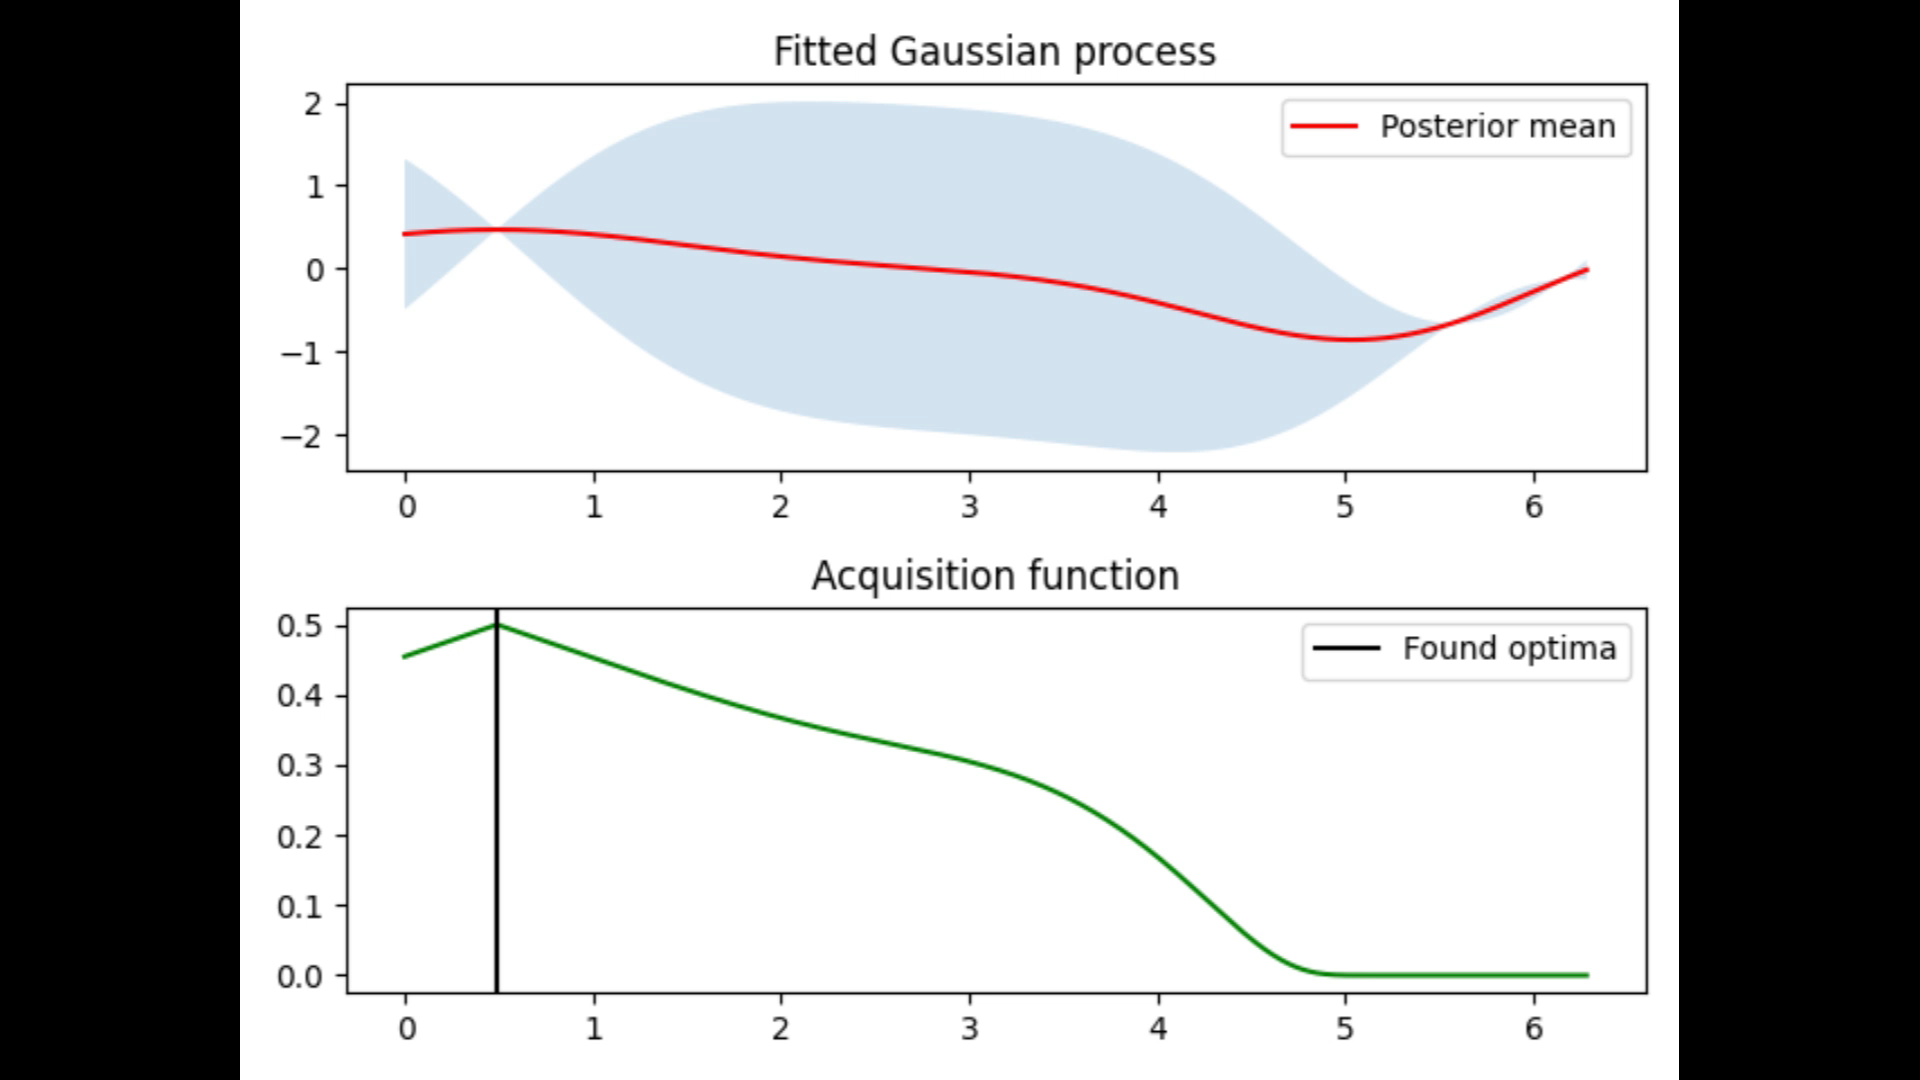 Fitted Gaussian process
2
1
0
−1
−2
Posterior mean
0 1 2 3 4 5 6
Acquisition function
0.5
0.4
0.3
0.2
0.1
0.0
Found optima
0 1 2 3 4 5 6